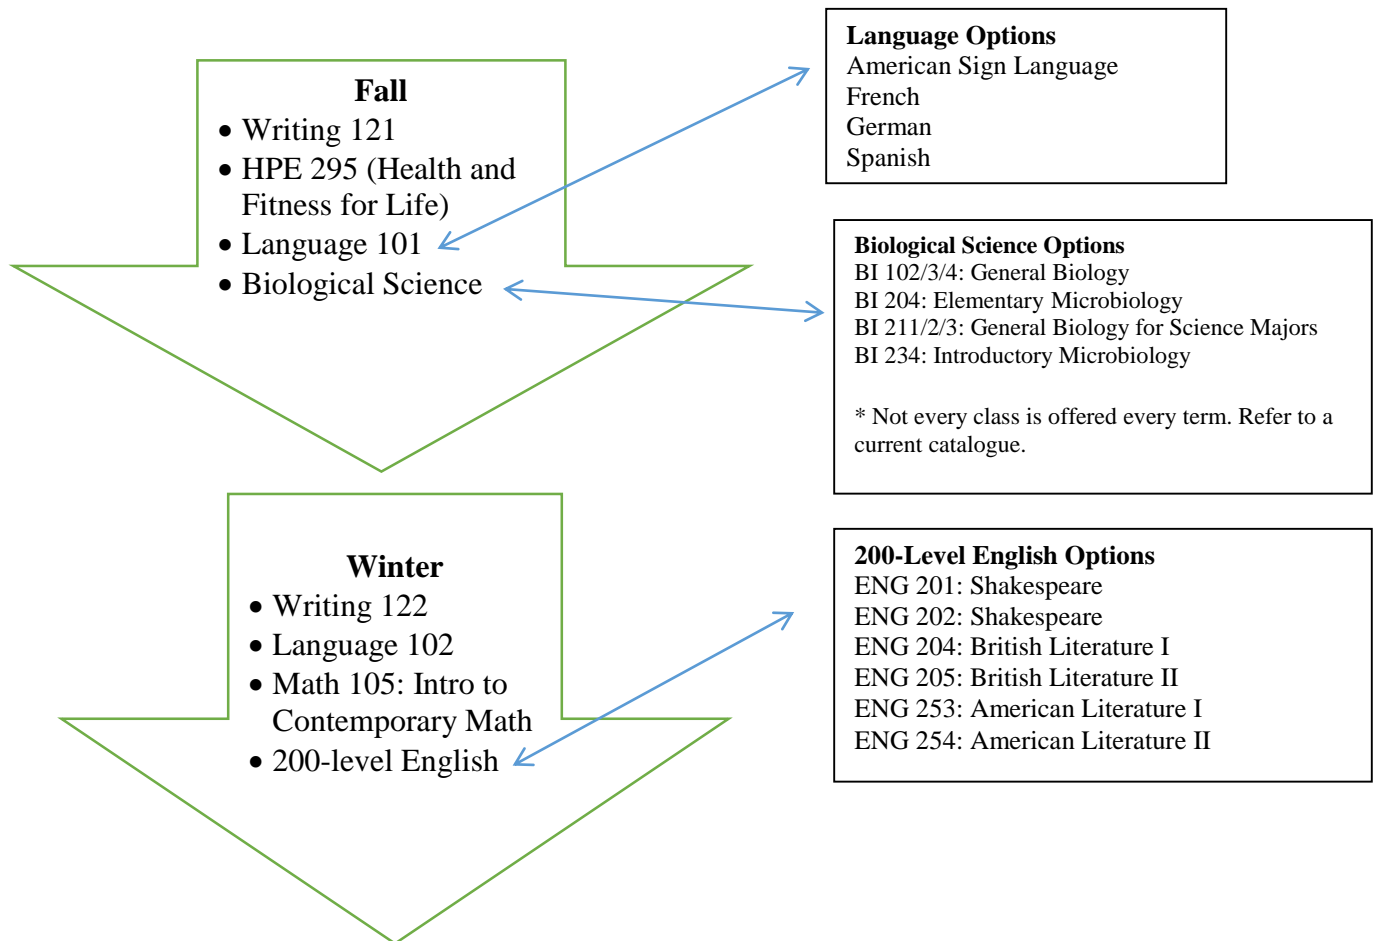 Fall
• Writing 121
• HPE 295 (Health and
Fitness for Life)
• Language 101
• Biological Science
Language Options
American Sign Language
French
German
Spanish
Biological Science Options
BI 102/3/4: General Biology
BI 204: Elementary Microbiology
BI 211/2/3: General Biology for Science Majors
BI 234: Introductory Microbiology
* Not every class is offered every term. Refer to a
current catalogue.
Winter
• Writing 122
• Language 102
• Math 105: Intro to
Contemporary Math
• 200-level English
200-Level English Options
ENG 201: Shakespeare
ENG 202: Shakespeare
ENG 204: British Literature I
ENG 205: British Literature II
ENG 253: American Literature I
ENG 254: American Literature II